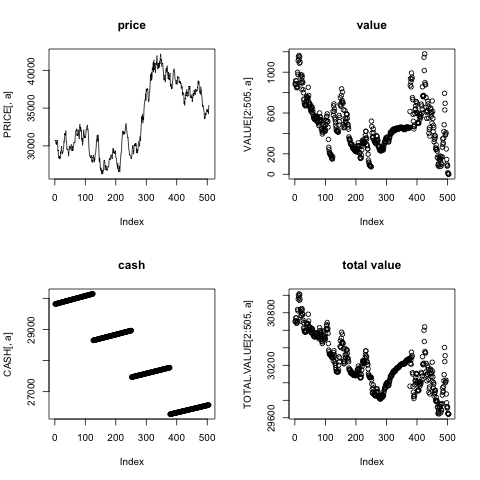 price
PRICE[, a]
30000 35000 40000
0 100 200 300 400 500
Index
value
VALUE[2:505, a]
0 200 600 1000
0 100 200 300 400 500
Index
cash
CASH[, a]
27000 29000
0 100 200 300 400 500
Index
total value
TOTAL.VALUE[2:505, a]
29600 30200 30800
0 100 200 300 400 500
Index